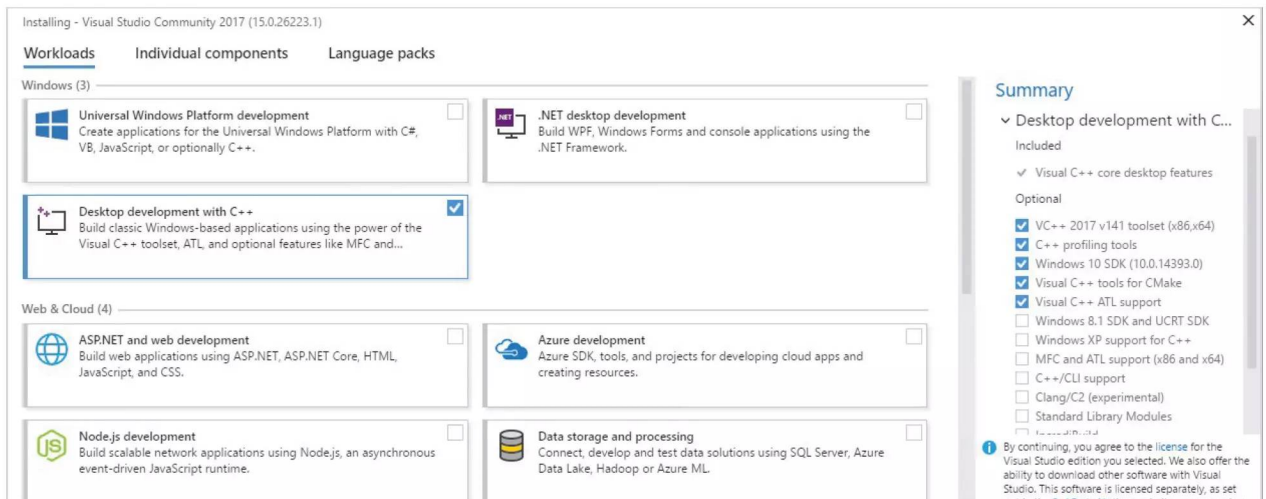 Installing - Visual Studio Community 2017 (15.0.26223.1)
Workloads Individual components Language packs
Windows (3)
Universal Windows Platform development
Create applications for the Universal Windows Platform with C#,
VB, JavaScript, or optionally C++.
.NET
.NET desktop development
Build WPF, Windows Forms and console applications using the
.NET Framework.
Desktop development with C++
Build classic Windows-based applications using the power of the
Visual C++ toolset, ATL, and optional features like MFC and...
Web & Cloud (4)
ASP.NET and web development
Build web applications using ASP.NET, ASP.NET Core, HTML,
JavaScript, and CSS.
Azure development
Azure SDK, tools, and projects for developing cloud apps and
creating resources.
JS
Node.js development
Build scalable network applications using Node.js, an asynchronous
event-driven JavaScript runtime.
Data storage and processing
Connect, develop and test data solutions using SQL Server, Azure
Data Lake, Hadoop or Azure ML.
Summary
Desktop development with C...
Included
Visual C++ core desktop features
Optional
VC++ 2017 v141 toolset (x86,x64)
C++ profiling tools
Windows 10 SDK (10.0.14393.0)
Visual C++ tools for CMake
Visual C++ ATL support
Windows 8.1 SDK and UCRT SDK
Windows XP support for C++
MFC and ATL support (x86 and x64)
C++/CLI support
Clang/C2 (experimental)
Standard Library Modules
By continuing, you agree to the license for the
Visual Studio edition you selected. We also offer the
ability to download other software with Visual
Studio. This software is licensed separately, as set